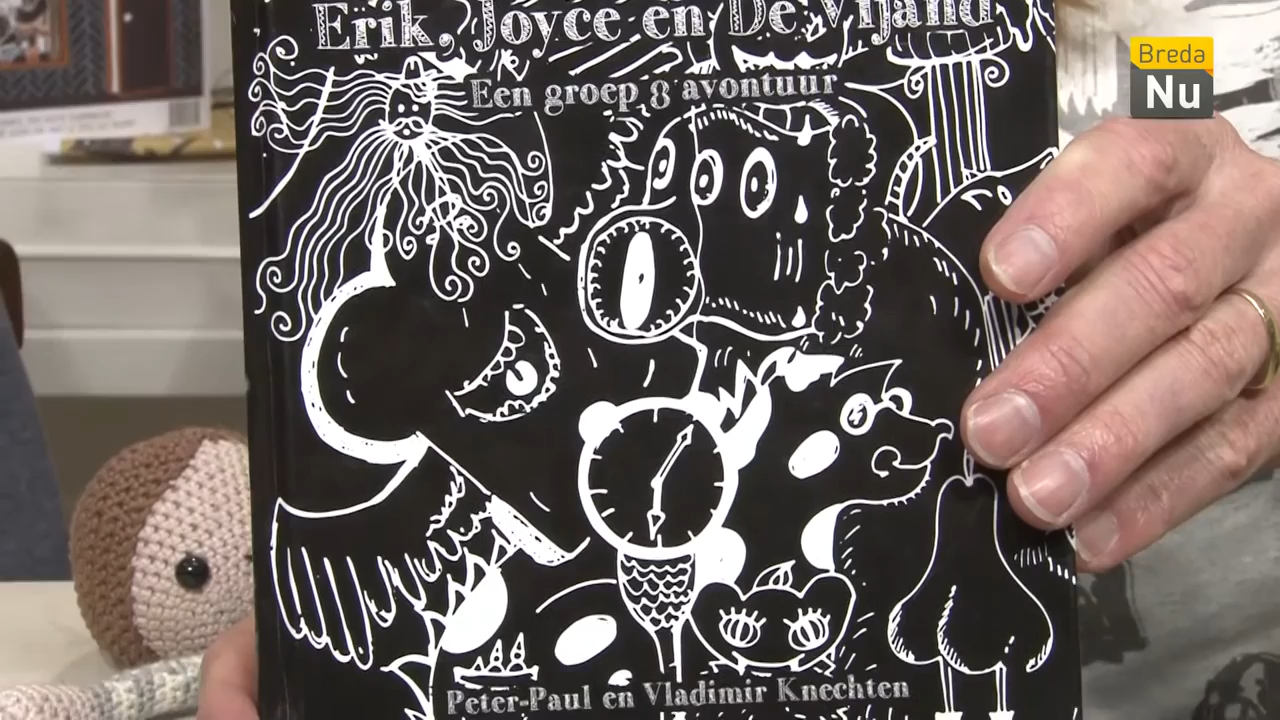 Erik, Joyce en De Vijand
Een groep 8 avontuur
Breda
Nu
Peter-Paul en Vladimir Knechten